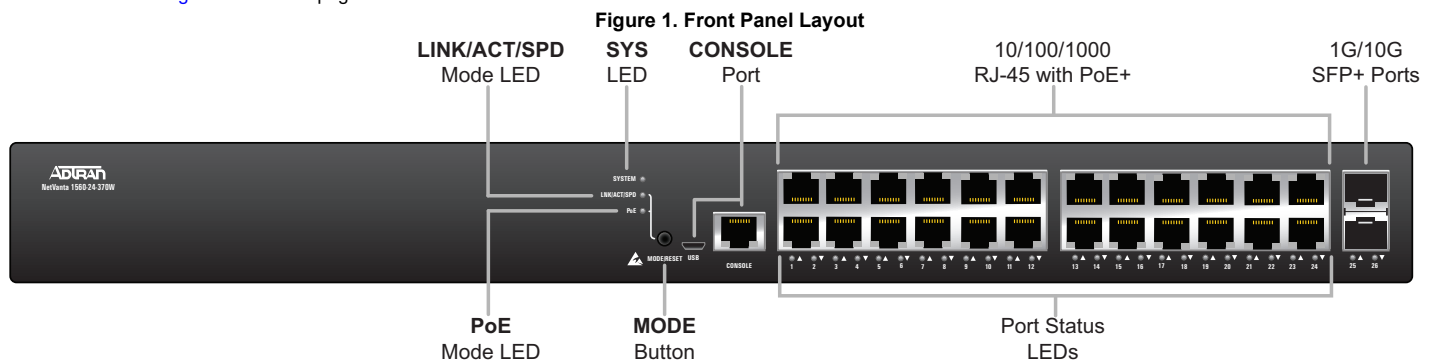 Figure 1. Front Panel Layout
LINK/ACT/SPD
Mode LED
SYS
LED
CONSOLE
Port
10/100/1000
RJ-45 with PoE+
1G/10G
SFP+ Ports
ADTRAN
NetVanta 1560-24-370W
SYSTEM
LNK/ACT/SPD
PoE
MODE/RESET
USB
CONSOLE
1 2 3 4 5 6 7 8 9 10 11 12
13 14 15 16 17 18 19 20 21 22 23 24
25 26
PoE
Mode LED
MODE
Button
Port Status
LEDs